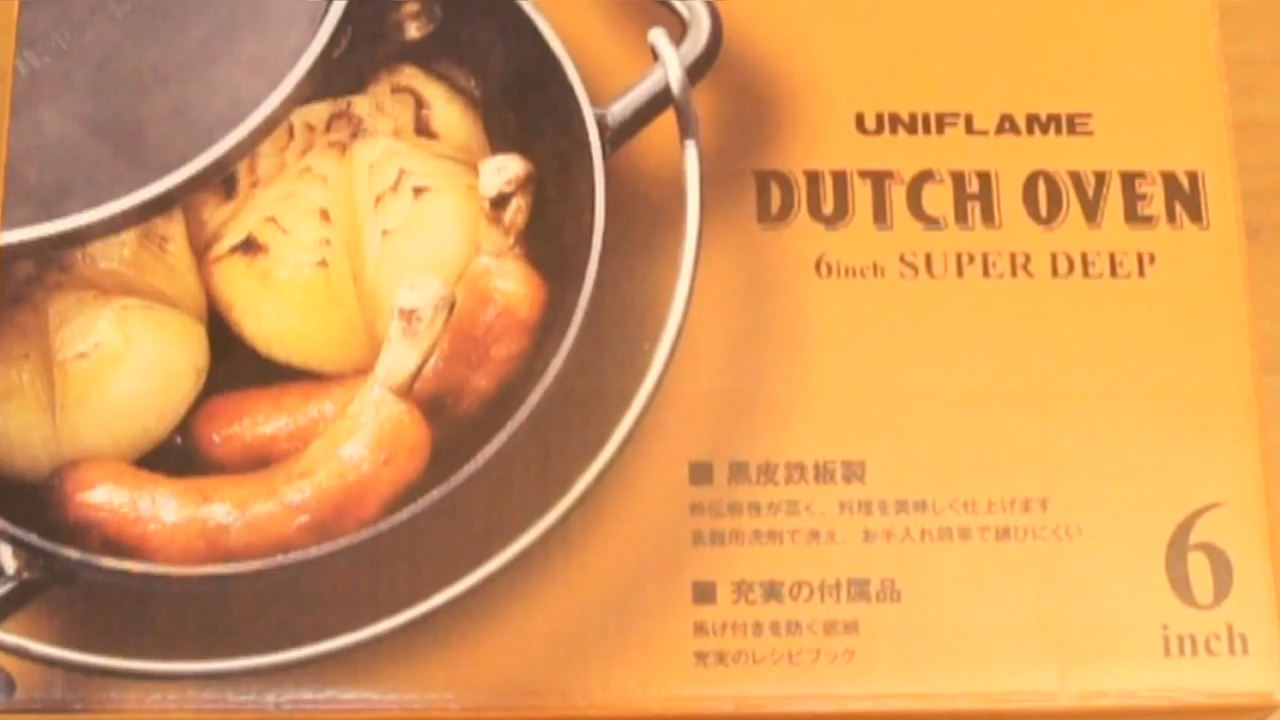 UNIFLAME
DUTCH OVEN
6inch SUPER DEEP
■ 黒皮鉄板製
熱伝導性が高く、料理を美味しく仕上げます
食器用洗剤で洗え、お手入れ簡単で錆びにくい
■ 充実の付属品
焦げ付きを防ぐ底網
充実のレシピブック
6
inch